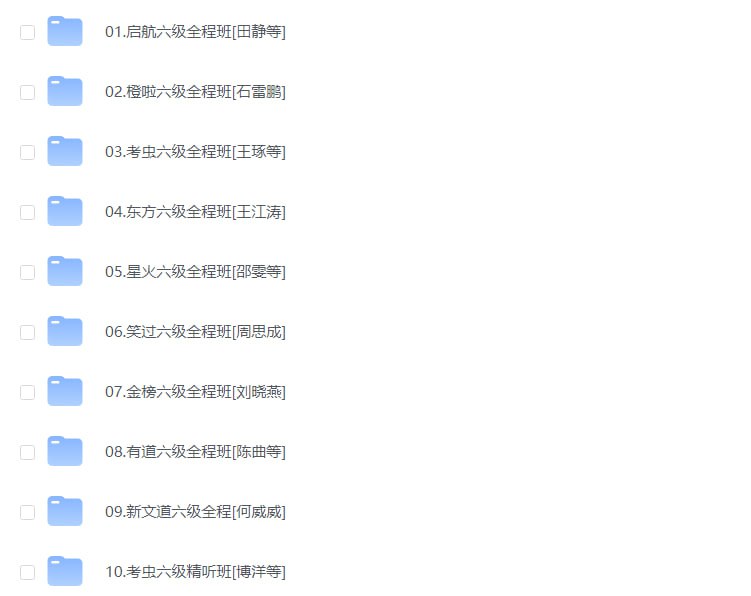 01.启航六级全程班[田静等]
02.橙啦六级全程班[石雷鹏]
03.考虫六级全程班[王琢等]
04.东方六级全程班[王江涛]
05.星火六级全程班[邵雯等]
06.笑过六级全程班[周思成]
07.金榜六级全程班[刘晓燕]
08.有道六级全程班[陈曲等]
09.新文道六级全程[何威威]
10.考虫六级精听班[博洋等]